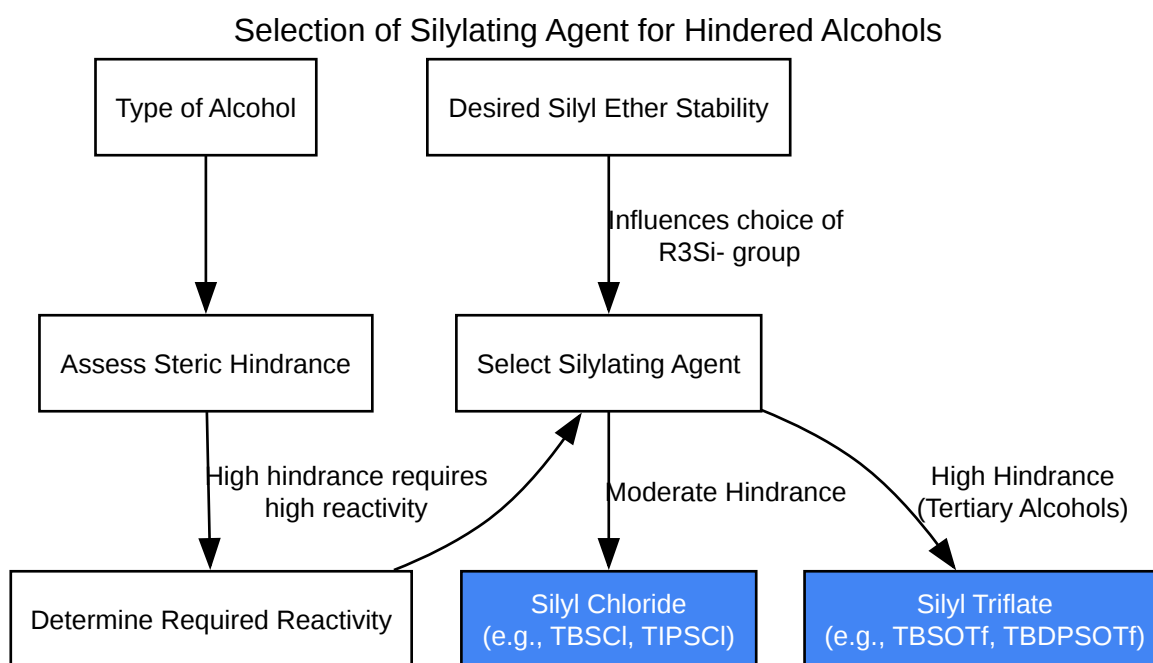 Selection of Silylating Agent for Hindered Alcohols
Type of Alcohol
Desired Silyl Ether Stability
Influences choice of
R3Si- group
Assess Steric Hindrance
Select Silylating Agent
High hindrance requires
high reactivity
Moderate Hindrance
High Hindrance
(Tertiary Alcohols)
Determine Required Reactivity
Silyl Chloride
(e.g., TBSCl, TIPSCl)
Silyl Triflate
(e.g., TBSOTf, TBDPSOTf)